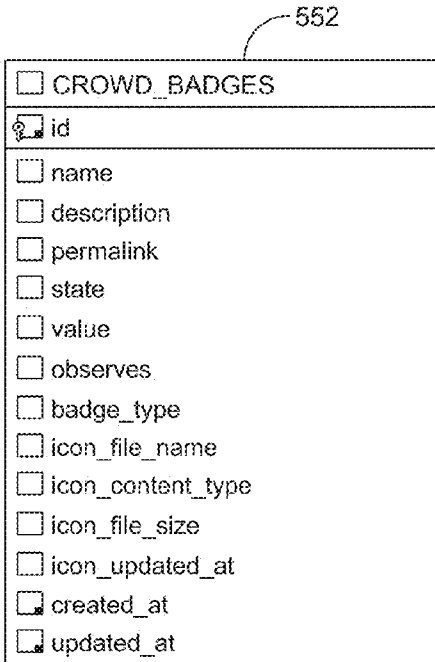 552
CROWD_BADGES
id
name
description
permalink
state
value
observes
badge_type
icon_file_name
icon_content_type
icon_file_size
icon_updated_at
created_at
updated_at